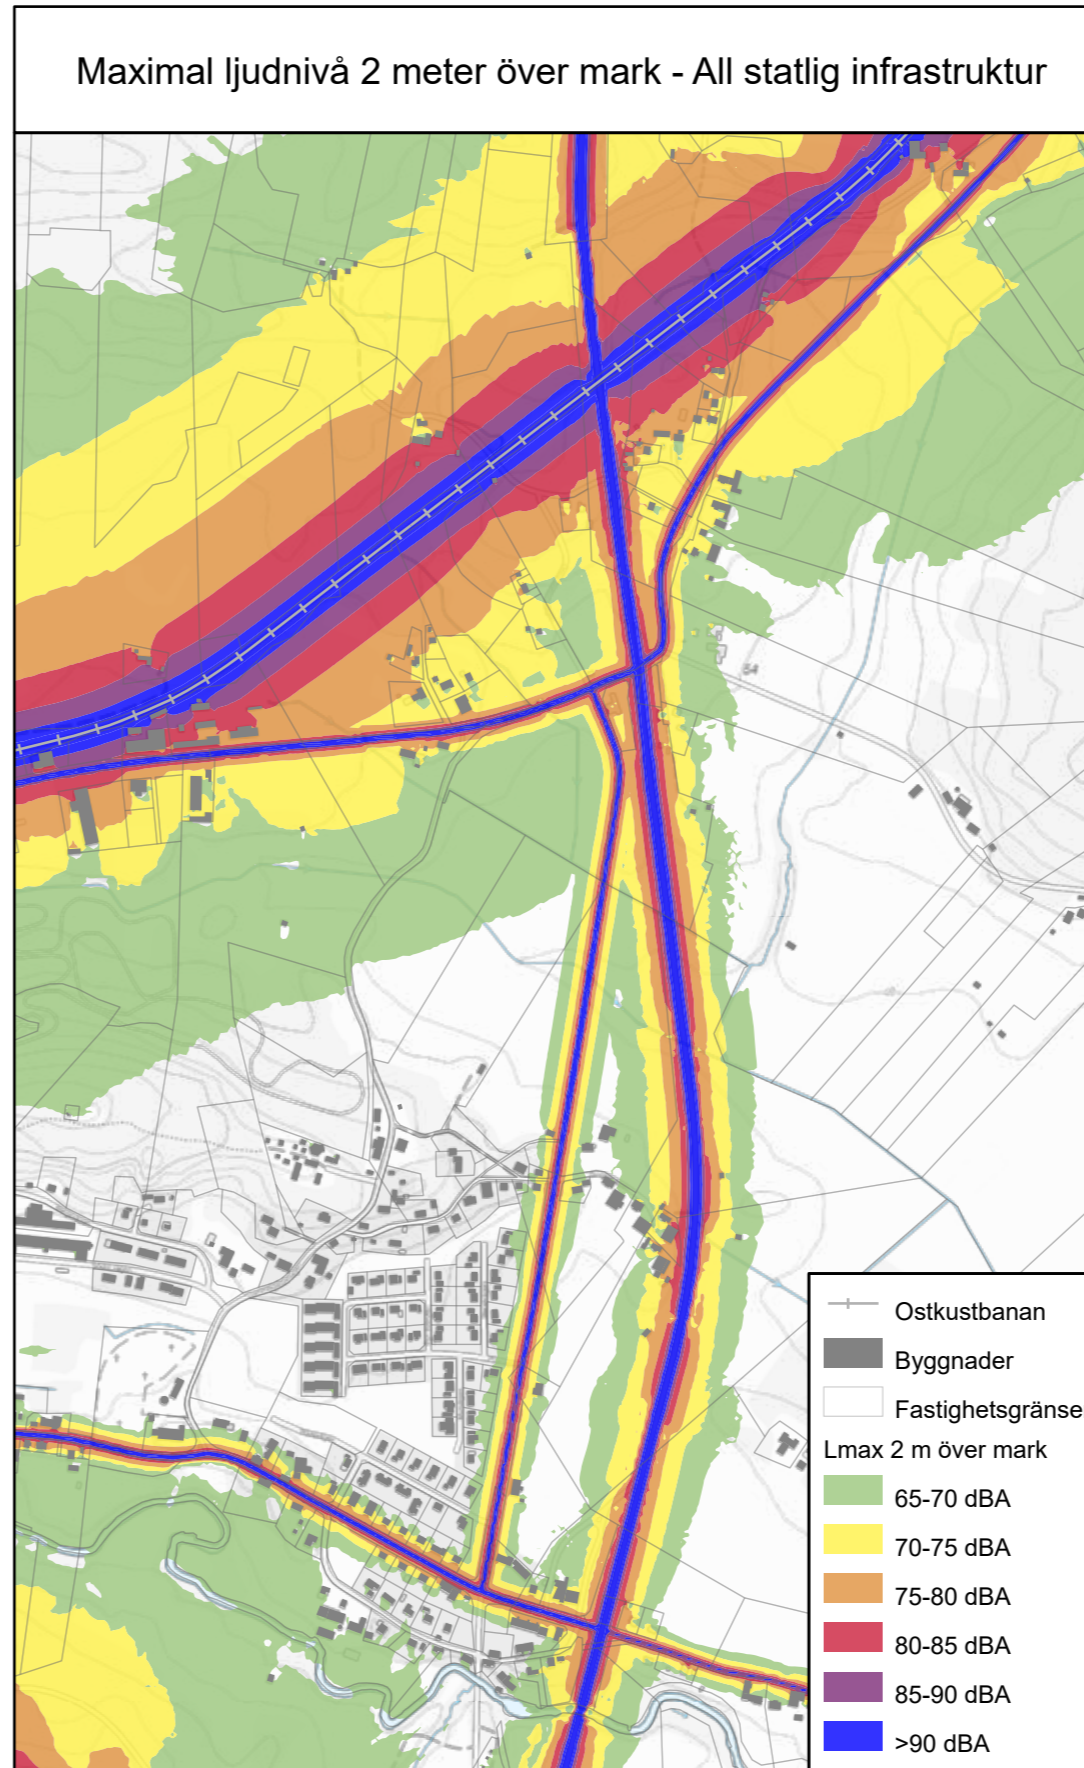 Maximal ljudnivå 2 meter över mark - All statlig infrastruktur
Ostkustbanan
Byggnader
Fastighetsgränser
Lmax 2 m över mark
65-70 dBA
70-75 dBA
75-80 dBA
80-85 dBA
85-90 dBA
>90 dBA